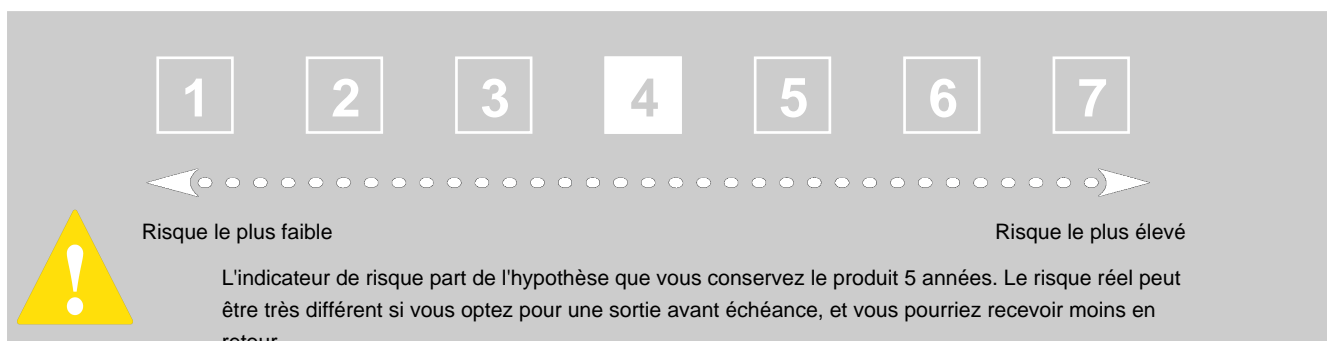 1 2 3 4 5 6 7
Risque le plus faible Risque le plus élevé
!
L'indicateur de risque part de l'hypothèse que vous conservez le produit 5 années. Le risque réel peut
être très différent si vous optez pour une sortie avant échéance, et vous pourriez recevoir moins en
retour